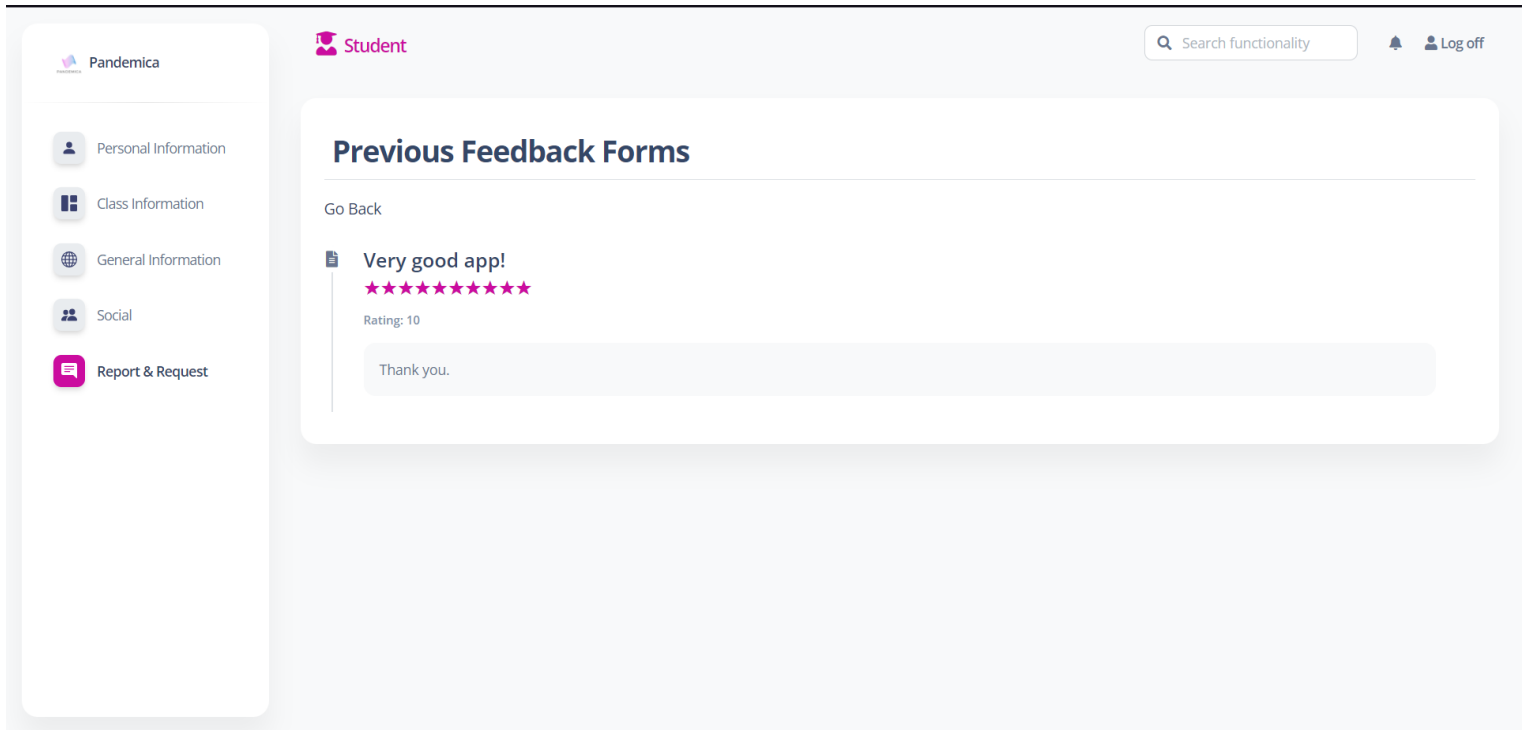 Pandemica
Personal Information
Class Information
General Information
Social
Report & Request
Student
Search functionality
Log off
Previous Feedback Forms
Go Back
Very good app!
Rating: 10
Thank you.